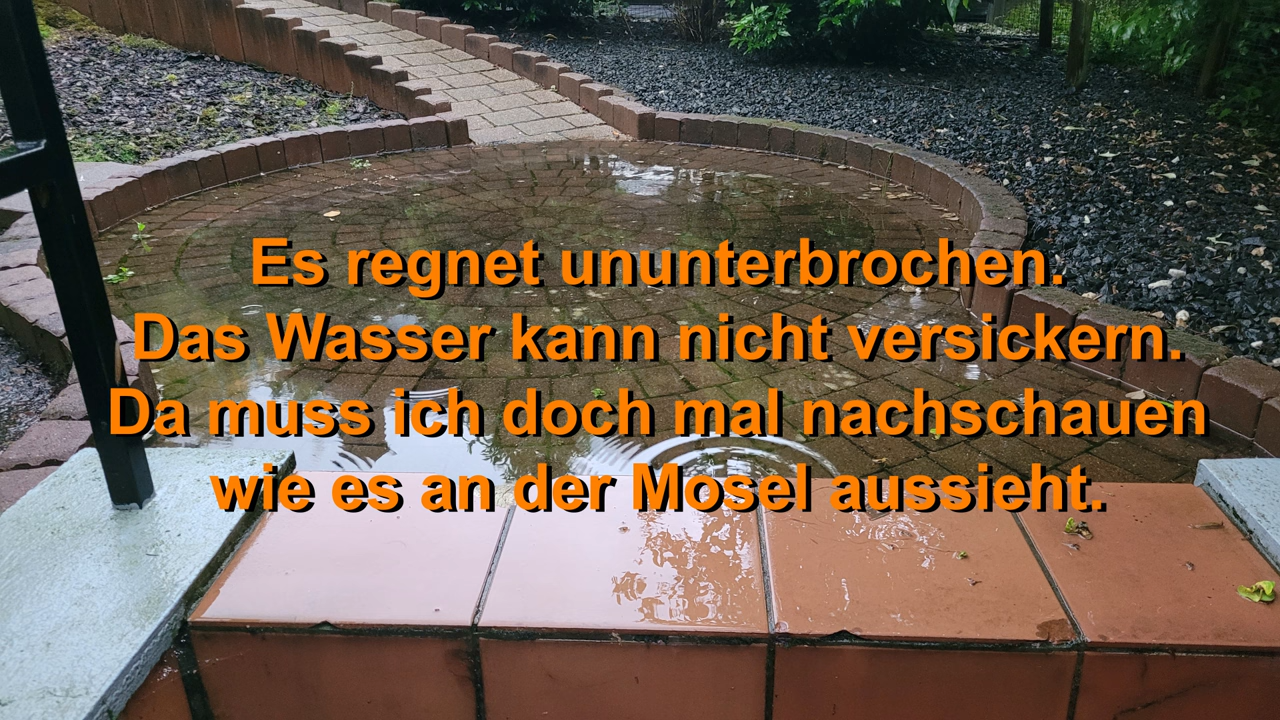 Es regnet ununterbrochen.
Das Wasser kann nicht versickern.
Da muss ich doch mal nachschauen
wie es an der Mosel aussieht.